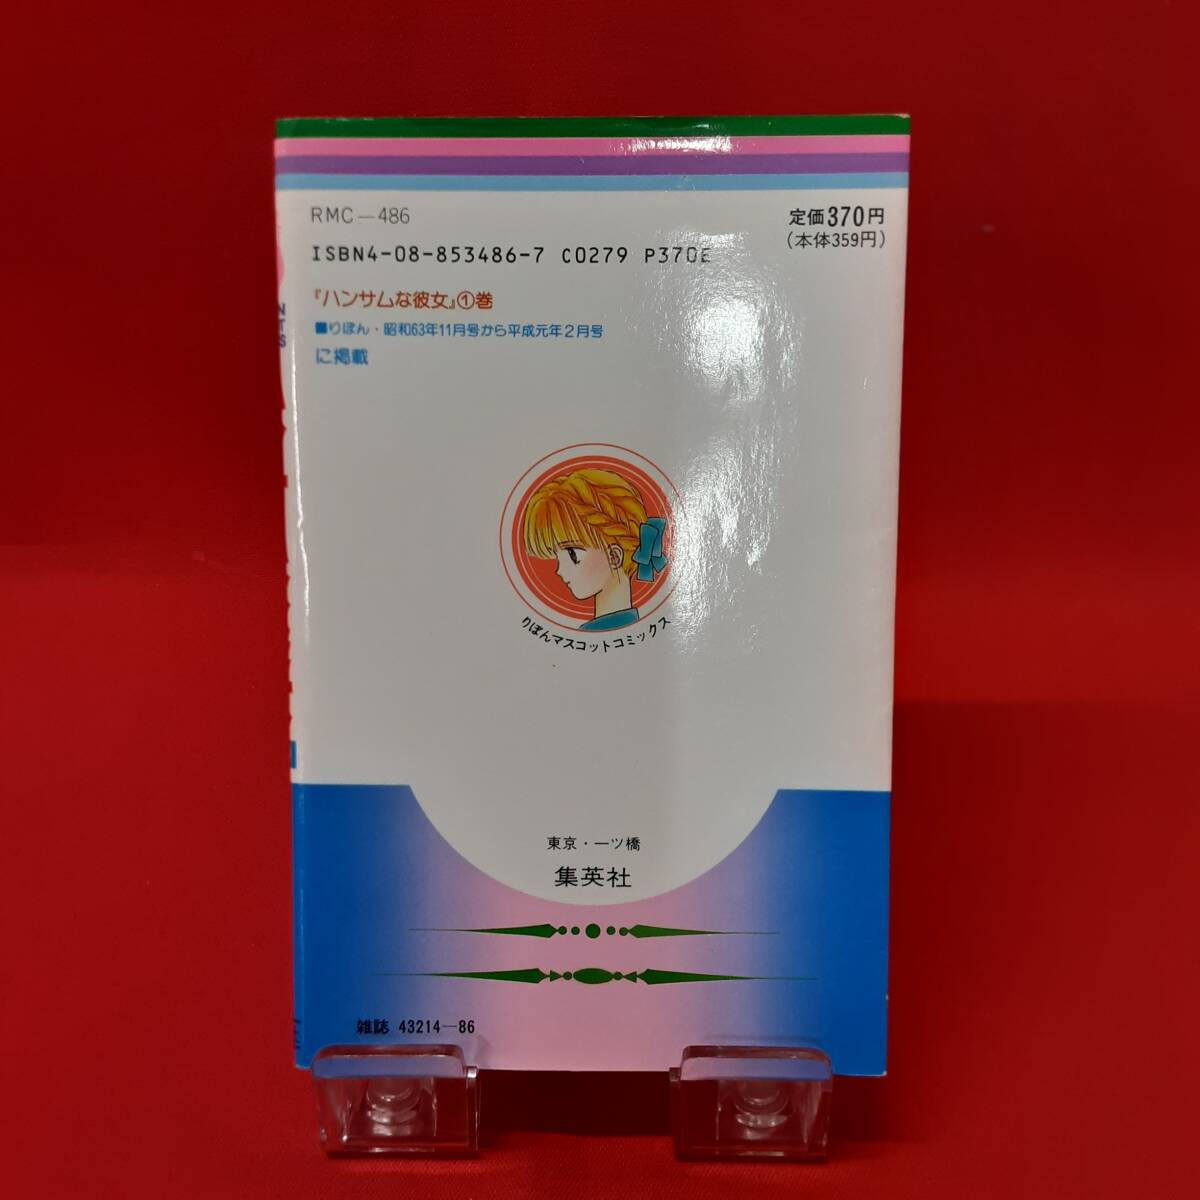 RMC－486
定価370円
(本体359円)
ISBN4-08-853486-7 C0279 P370E
『ハンサムな彼女』①巻
■りぼん・昭和63年11月号から平成元年2月号
に掲載
りぼんマスコットコミックス
東京・一ツ橋
集英社
雑誌 43214-86